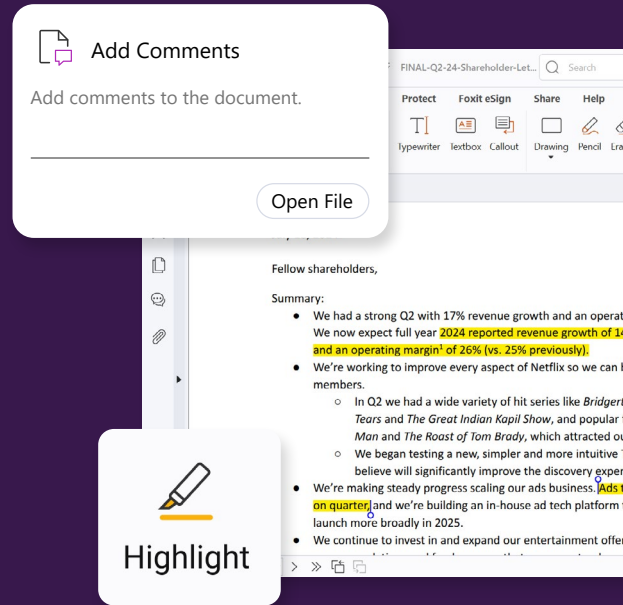 Add Comments
Add comments to the document.
Open File
FINAL-Q2-24-Shareholder-Let...
Search
Protect Foxit eSign Share Help
Typewriter Textbox Callout Drawing Pencil
Fellow shareholders,
Summary:
● We had a strong Q2 with 17% revenue growth and an
We now expect full year 2024 reported revenue growth of
and an operating margin¹ of 26% (vs. 25% previously).
● We're working to improve every aspect of Netflix so we can
members.
○ In Q2 we had a wide variety of hit series like
Tears and The Great Indian Kapil Show, and popular
Man and The Roast of Tom Brady, which attracted
○ We began testing a new, simpler and more intuitive
believe will significantly improve the discovery
● We're making steady progress scaling our ads business. Ads
on quarter, and we're building an in-house ad tech platform
launch more broadly in 2025.
● We continue to invest in and expand our entertainment
Highlight